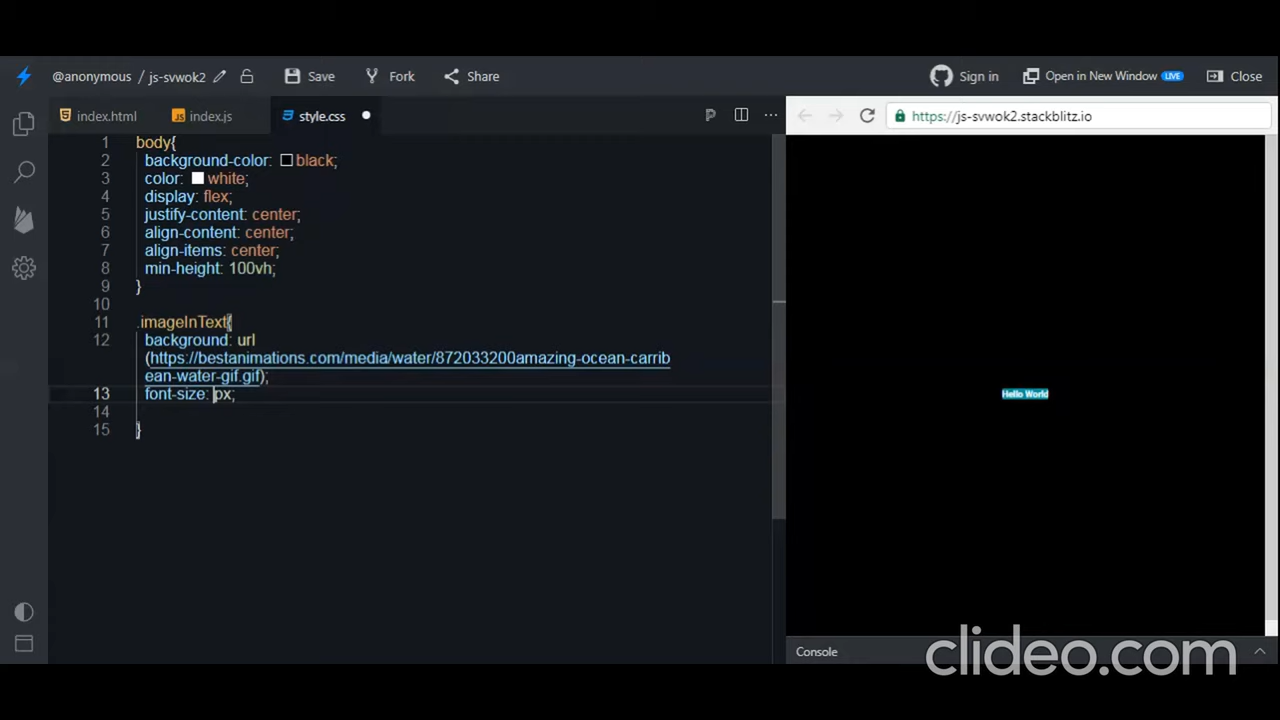 @anonymous / js-svwok2 Save Fork Share Sign in Open in New Window LIVE Close
index.html index.js style.css https://js-svwok2.stackblitz.io
1 body{
2 background-color: black;
3 color: white;
4 display: flex;
5 justify-content: center;
6 align-content: center;
7 align-items: center;
8 min-height: 100vh;
9 }
10
11 .imageInText{
12 background: url
(https://bestanimations.com/media/water/872033200amazing-ocean-carrib
ean-water-gif.gif);
13 font-size: px;
14
15 }
Hello World
Console
clideo.com